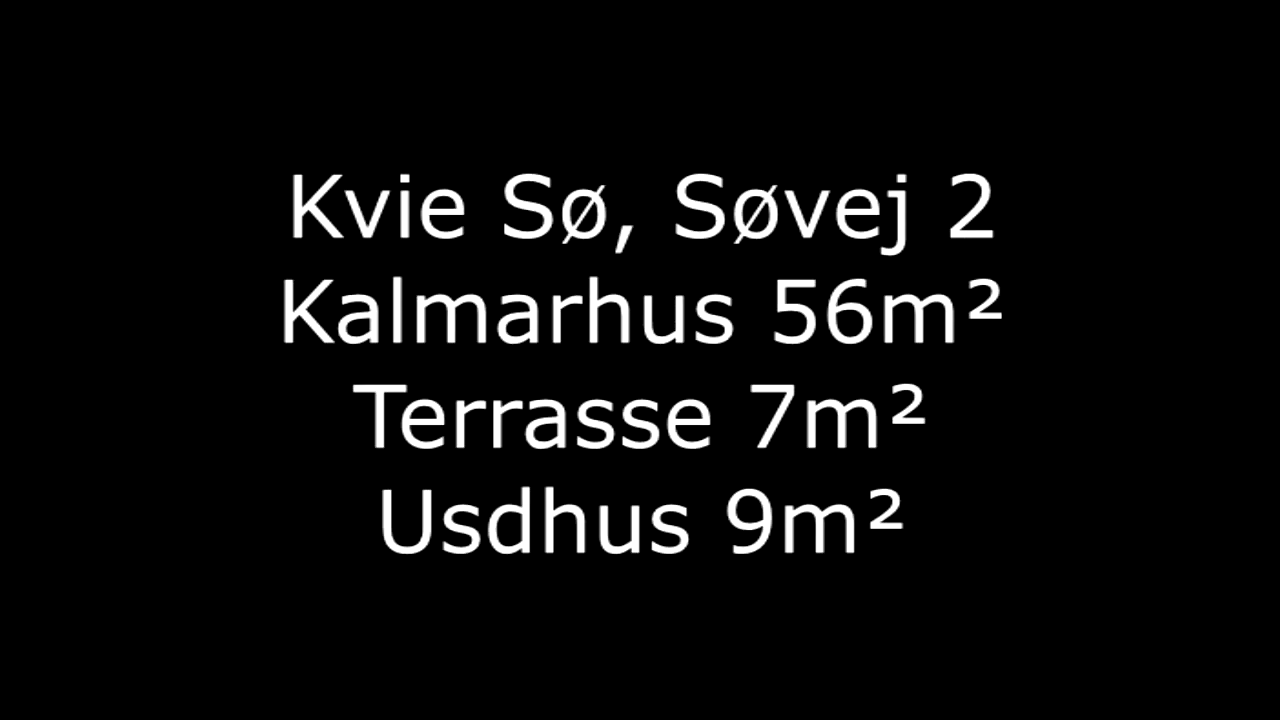 Kvie Sø, Søvej 2
Kalmarhus 56m²
Terrasse 7m²
Usdhus 9m²